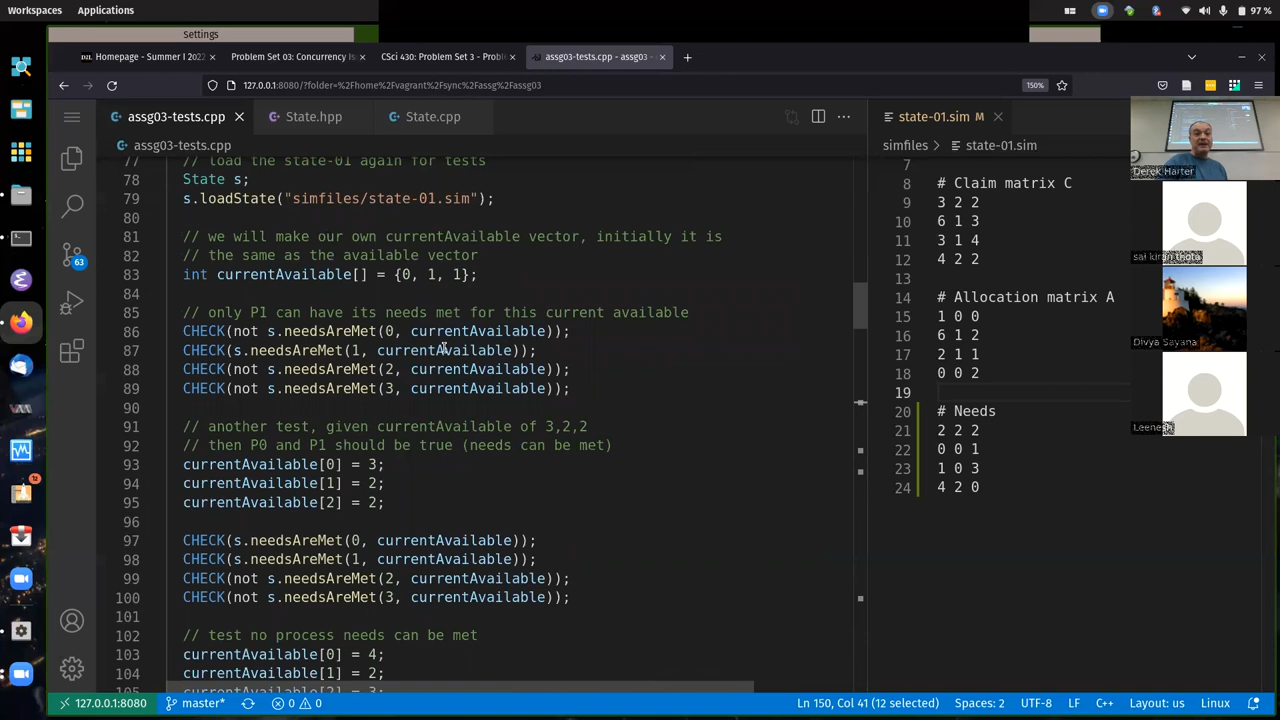 Workspaces Applications 97 %
Settings
Homepage - Summer I 2022 Problem Set 03: Concurrency Is CSci 430: Problem Set 3 - Prob assg03-tests.cpp - assg03 -
127.0.0.1:8080/?folder=%2Fhome%2Fvagrant%2Fsync%2Fassg%2Fassg03 150%
assg03-tests.cpp State.hpp State.cpp
assg03-tests.cpp
77 // load the state-01 again for tests
78 State s;
79 s.loadState("simfiles/state-01.sim");
80
81 // we will make our own currentAvailable vector, initially it is
82 // the same as the available vector
83 int currentAvailable[] = {0, 1, 1};
84
85 // only P1 can have its needs met for this current available
86 CHECK(not s.needsAreMet(0, currentAvailable));
87 CHECK(s.needsAreMet(1, currentAvailable));
88 CHECK(not s.needsAreMet(2, currentAvailable));
89 CHECK(not s.needsAreMet(3, currentAvailable));
90
91 // another test, given currentAvailable of 3,2,2
92 // then P0 and P1 should be true (needs can be met)
93 currentAvailable[0] = 3;
94 currentAvailable[1] = 2;
95 currentAvailable[2] = 2;
96
97 CHECK(s.needsAreMet(0, currentAvailable));
98 CHECK(s.needsAreMet(1, currentAvailable));
99 CHECK(not s.needsAreMet(2, currentAvailable));
100 CHECK(not s.needsAreMet(3, currentAvailable));
101
102 // test no process needs can be met
103 currentAvailable[0] = 4;
104 currentAvailable[1] = 2;
105 currentAvailable[2] = 3;
state-01.sim M
simfiles > state-01.sim
7
8 # Claim matrix C
9 3 2 2
10 6 1 3
11 3 1 4
12 4 2 2
13
14 # Allocation matrix A
15 1 0 0
16 6 1 2
17 2 1 1
18 0 0 2
19
20 # Needs
21 2 2 2
22 0 0 1
23 1 0 3
24 4 2 0
Derek Harter
sai kiran thota
Divya Sayana
Leenesh
63
12
127.0.0.1:8080 master* 0 0 Ln 150, Col 41 (12 selected) Spaces: 2 UTF-8 LF C++ Layout: us Linux